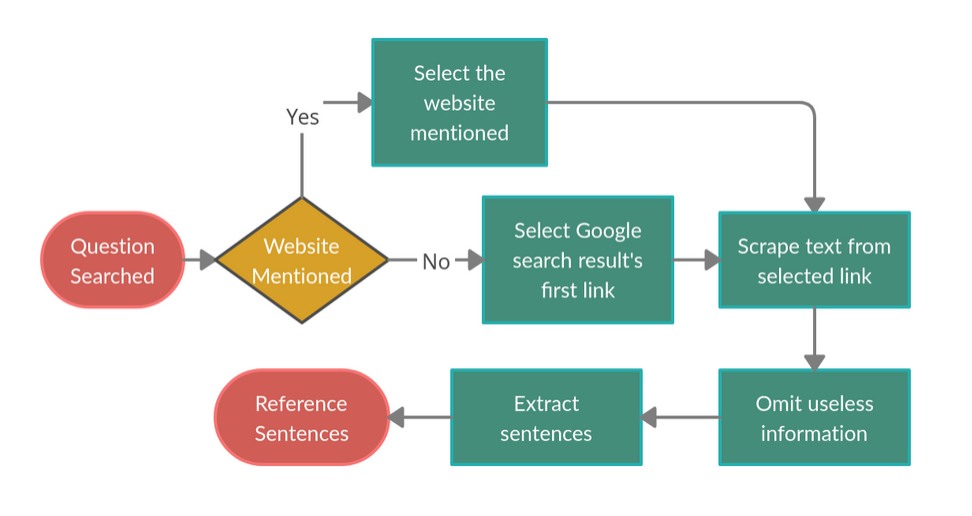 Select the
website
mentioned
Yes
Question
Searched
Website
Mentioned
No
Select Google
search result's
first link
Scrape text from
selected link
Reference
Sentences
Extract
sentences
Omit useless
information